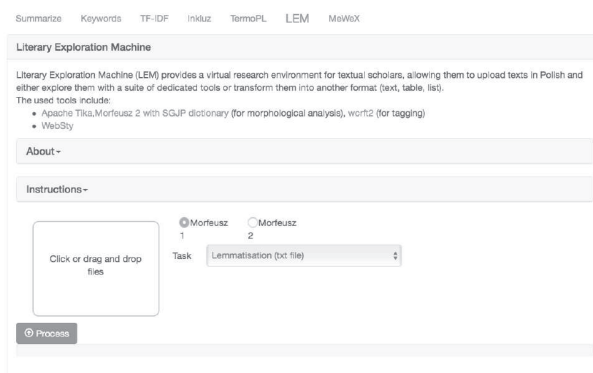 Summarize Keywords TF-IDF Inkluz TermoPL LEM MeWeX
Literary Exploration Machine
Literary Exploration Machine (LEM) provides a virtual research environment for textual scholars, allowing them to upload texts in Polish and
either explore them with a suite of dedicated tools or transform them into another format (text, table, list).
The used tools include:
• Apache Tika,Morfeusz 2 with SGJP dictionary (for morphological analysis), worft2 (for tagging)
• WebSty
About
Instructions
Morfeusz 1 Morfeusz 2
Click or drag and drop files
Task Lemmatisation (txt file)
Process